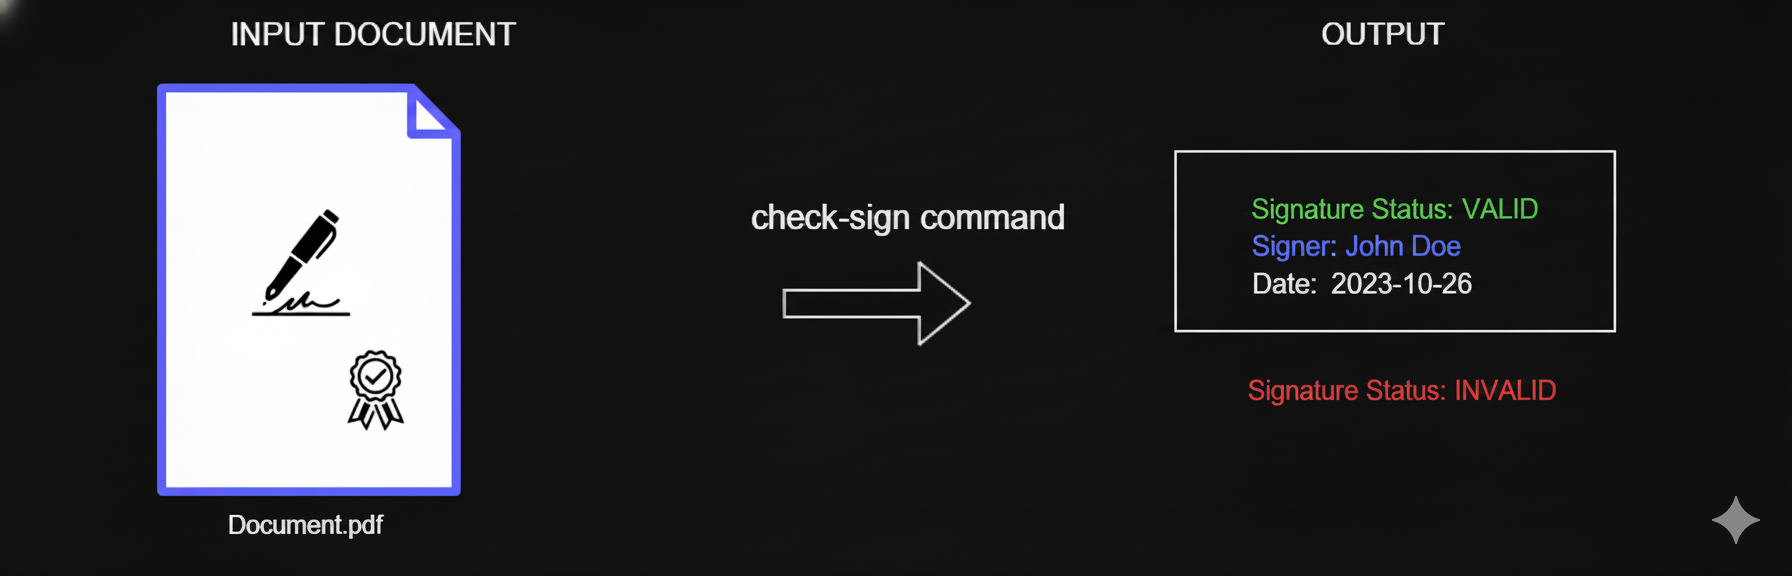 INPUT DOCUMENT
Document.pdf
check-sign command
OUTPUT
Signature Status: VALID
Signer: John Doe
Date: 2023-10-26
Signature Status: INVALID